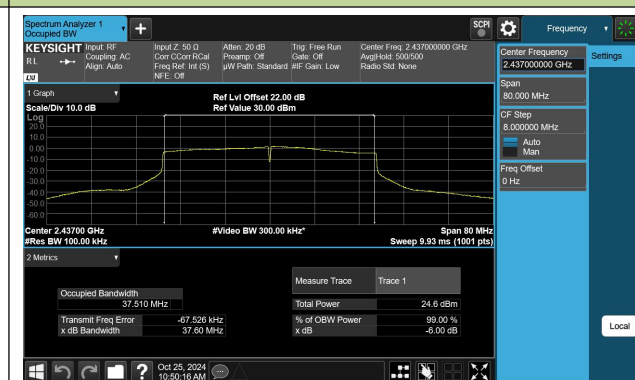 Spectrum Analyzer 1
Occupied BW
SCPI
Frequency
KEYSIGHT
R L
LXI
Input: RF
Coupling: AC
Align: Auto
Input Z: 50 Ω
Corr CCorr RCal
Freq Ref: Int (S)
NFE: Off
Atten: 20 dB
Preamp: Off
µW Path: Standard
Trig: Free Run
Gate: Off
#IF Gain: Low
Center Freq: 2.437000000 GHz
Avg|Hold: 500/500
Radio Std: None
Center Frequency
2.437000000 GHz
Settings
Span
80.000 MHz
CF Step
8.000000 MHz
Auto
Man
Freq Offset
0 Hz
Local
1 Graph
Scale/Div 10.0 dB
Ref Lvl Offset 22.00 dB
Ref Value 30.00 dBm
Log
20.0
10.0
0.00
-10.0
-20.0
-30.0
-40.0
-50.0
-60.0
Center 2.43700 GHz
#Res BW 100.00 kHz
#Video BW 300.00 kHz*
Span 80 MHz
Sweep 9.93 ms (1001 pts)
2 Metrics
Measure Trace Trace 1
Occupied Bandwidth
37.510 MHz
Total Power 24.6 dBm
Transmit Freq Error -67.526 kHz
% of OBW Power 99.00 %
x dB Bandwidth 37.60 MHz
x dB -6.00 dB
Oct 25, 2024
10:50:16 AM